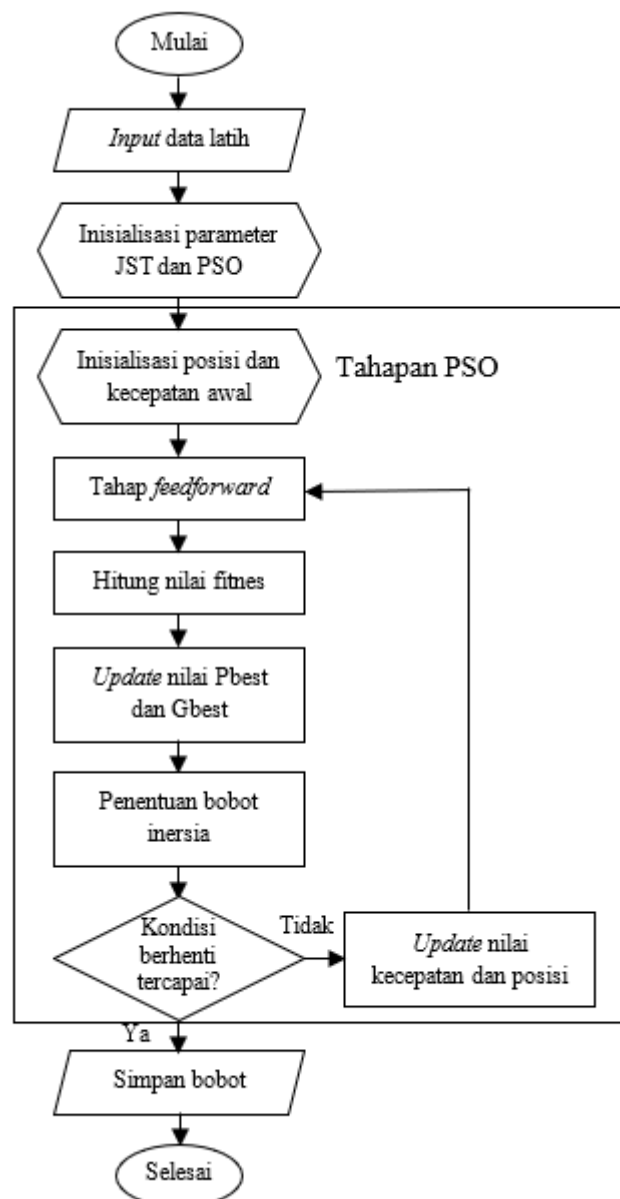 Mulai
Input data latih
Inisialisasi parameter
JST dan PSO
Inisialisasi posisi dan
kecepatan awal
Tahapan PSO
Tahap feedforward
Hitung nilai fitnes
Update nilai Pbest
dan Gbest
Penentuan bobot
inersia
Kondisi
berhenti
tercapai?
Tidak
Update nilai
kecepatan dan posisi
Ya
Simpan bobot
Selesai